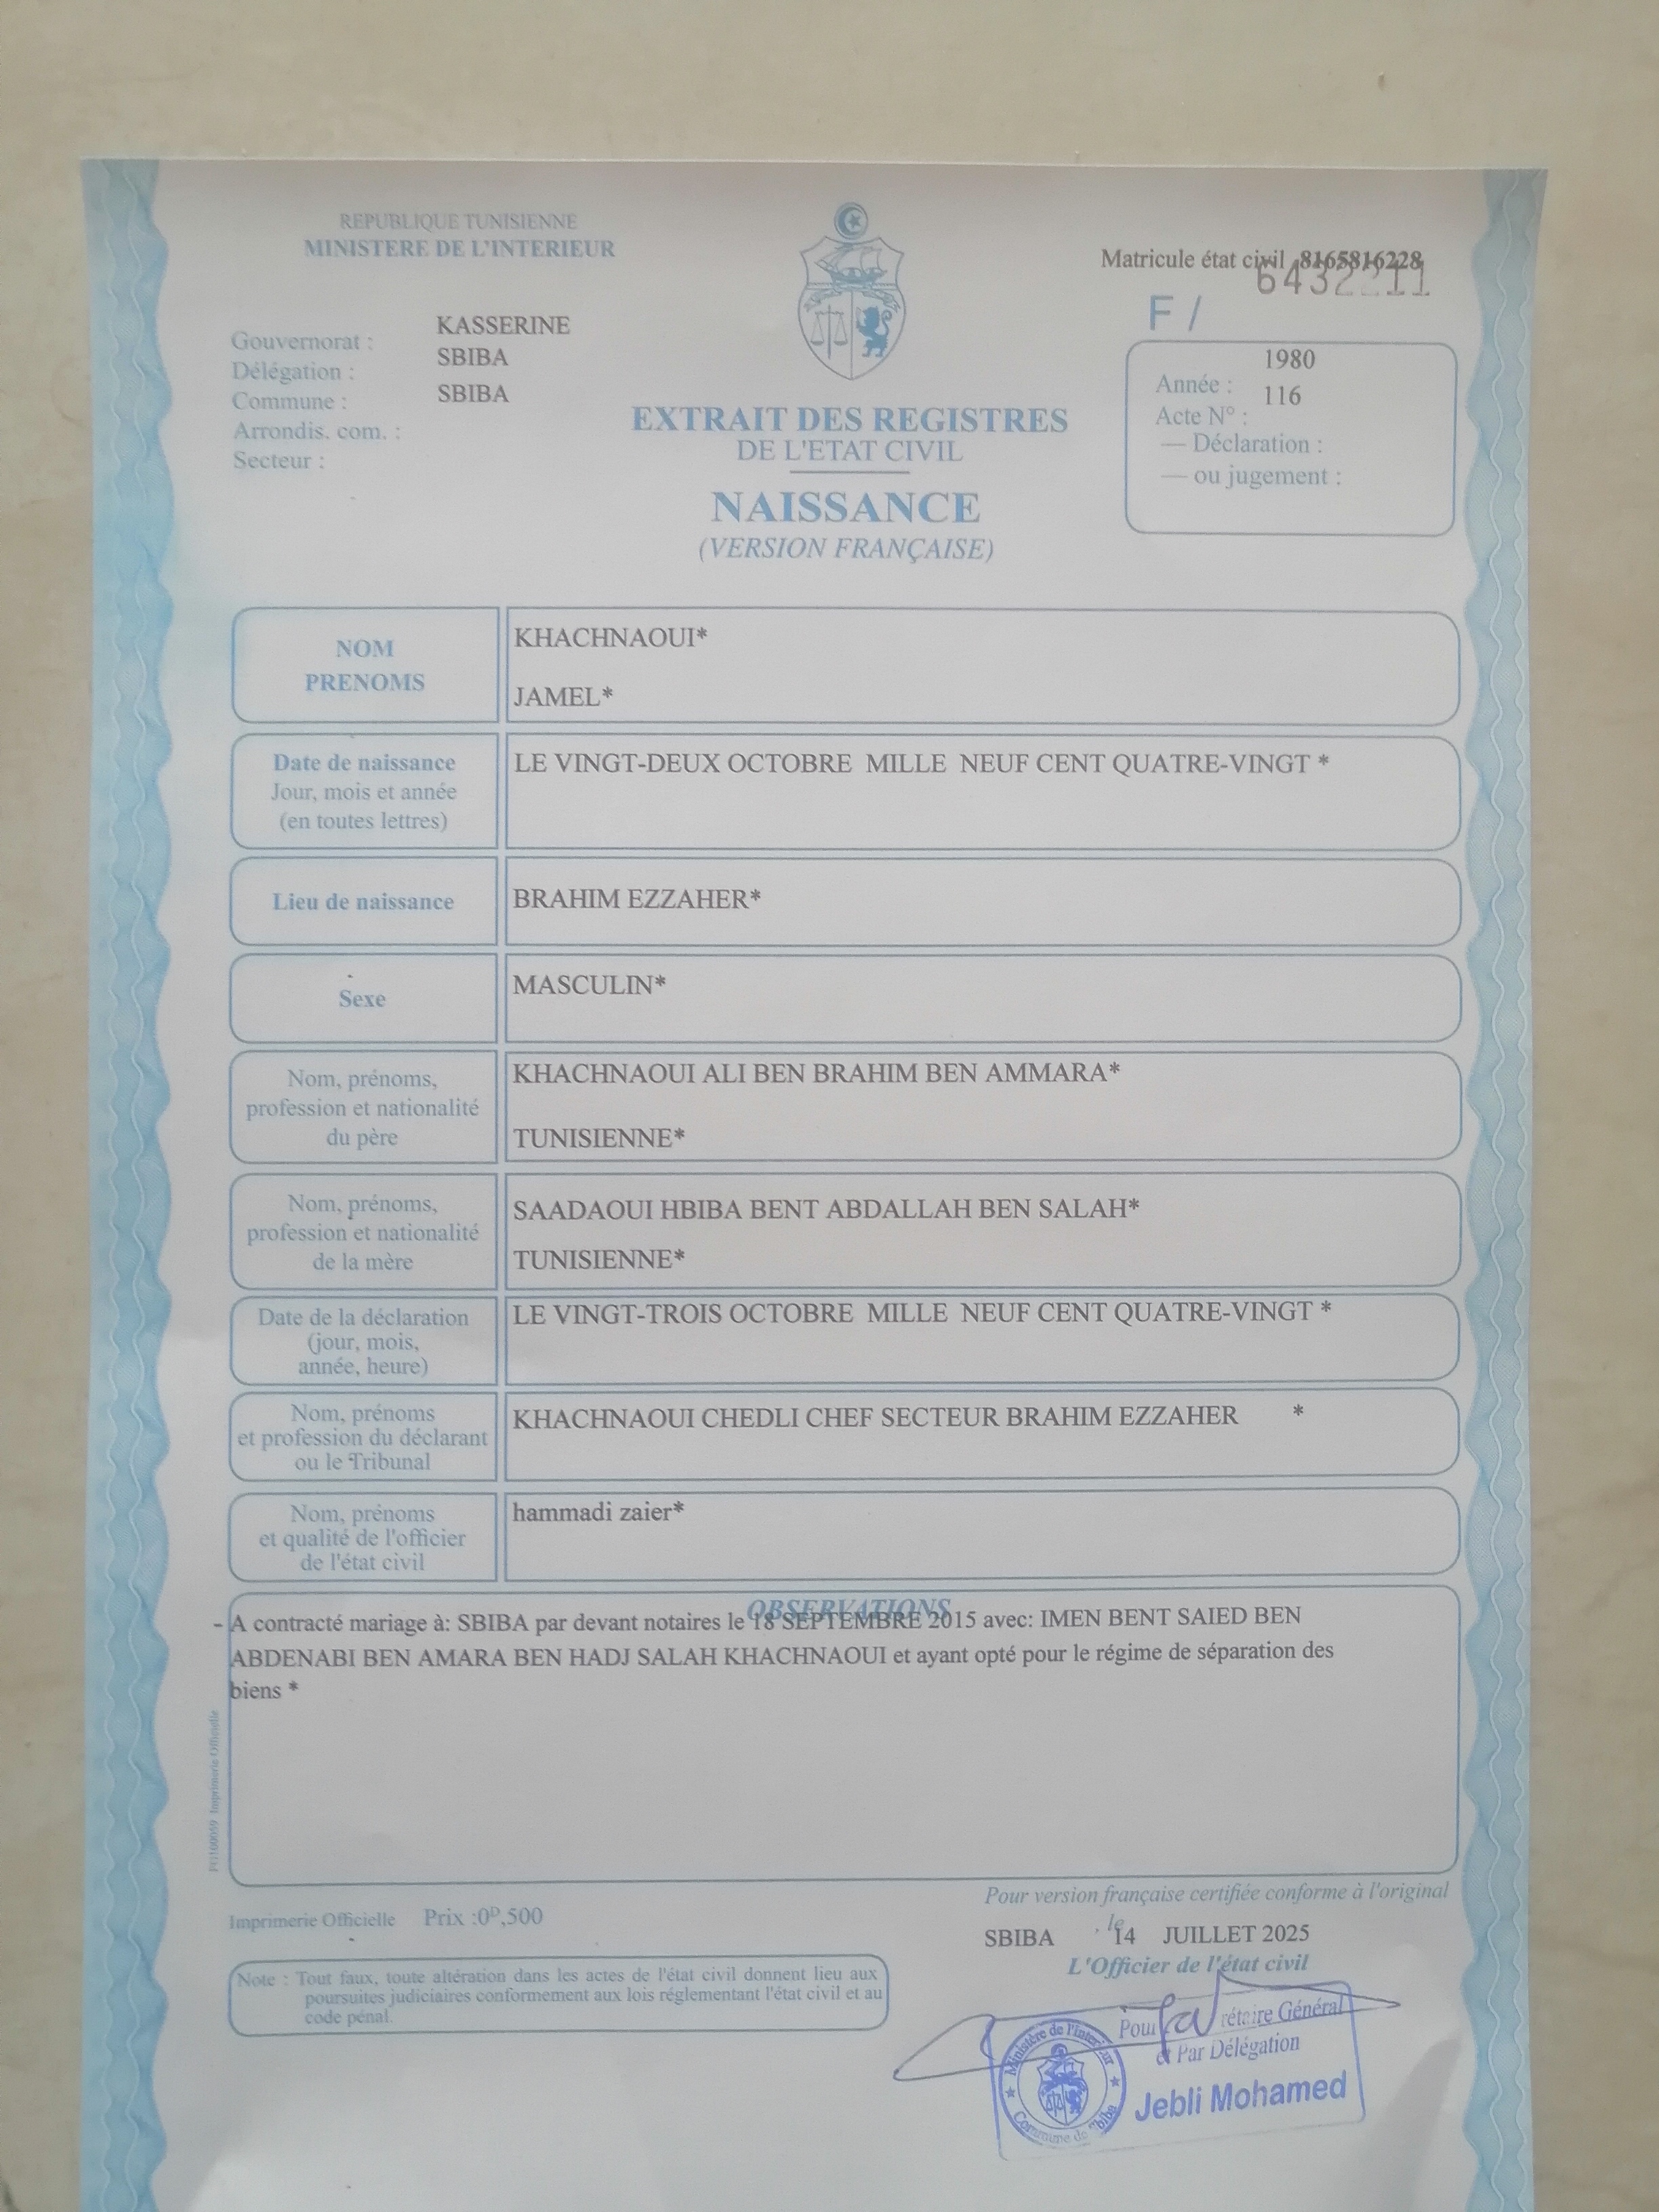 REPUBLIQUE TUNISIENNE
MINISTERE DE L'INTERIEUR
Matricule état civil 8165816228
6432211
F /
Gouvernorat : KASSERINE
Délégation : SBIBA
Commune : SBIBA
Arrondis. com. :
Secteur :
1980
Année :
116
Acte N° :
— Déclaration :
— ou jugement :
EXTRAIT DES REGISTRES
DE L'ETAT CIVIL
NAISSANCE
(VERSION FRANÇAISE)
NOM
PRENOMS
KHACHNAOUI*
JAMEL*
Date de naissance
Jour, mois et année
(en toutes lettres)
LE VINGT-DEUX OCTOBRE MILLE NEUF CENT QUATRE-VINGT *
Lieu de naissance
BRAHIM EZZAHER*
Sexe
MASCULIN*
Nom, prénoms,
profession et nationalité
du père
KHACHNAOUI ALI BEN BRAHIM BEN AMMARA*
TUNISIENNE*
Nom, prénoms,
profession et nationalité
de la mère
SAADAOUI HBIBA BENT ABDALLAH BEN SALAH*
TUNISIENNE*
Date de la déclaration
(jour, mois,
année, heure)
LE VINGT-TROIS OCTOBRE MILLE NEUF CENT QUATRE-VINGT *
Nom, prénoms
et profession du déclarant
ou le Tribunal
KHACHNAOUI CHEDLI CHEF SECTEUR BRAHIM EZZAHER *
Nom, prénoms
et qualité de l'officier
de l'état civil
hammadi zaier*
OBSERVATIONS
- A contracté mariage à: SBIBA par devant notaires le 18 SEPTEMBRE 2015 avec: IMEN BENT SAIED BEN
ABDENABI BEN AMARA BEN HADJ SALAH KHACHNAOUI et ayant opté pour le régime de séparation des
biens *
Imprimerie Officielle
Pour version française certifiée conforme à l'original
Imprimerie Officielle Prix :0ᴰ,500
SBIBA , le 14 JUILLET 2025
L'Officier de l'état civil
Note : Tout faux, toute altération dans les actes de l'état civil donnent lieu aux
poursuites judiciaires conformement aux lois réglementant l'état civil et au
code pénal.
Pour rétaire Général
et Par Délégation
Jebli Mohamed
Ministère de l'Interieur
Commune de Sbiba